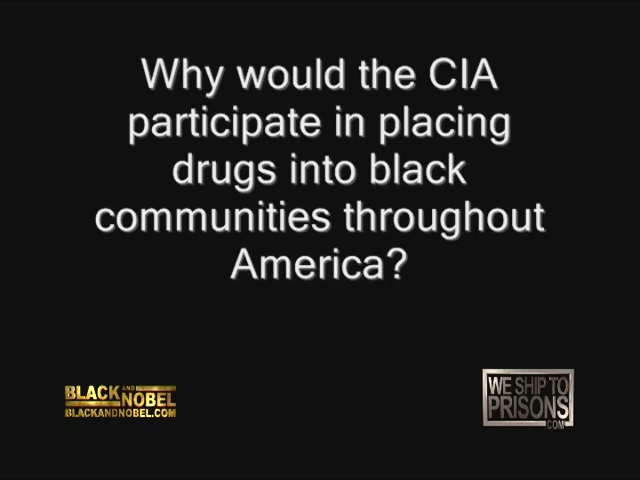 Why would the CIA
participate in placing
drugs into black
communities throughout
America?
BLACK AND NOBEL
BLACKANDNOBEL.COM
WE SHIP TO
PRISONS
.COM